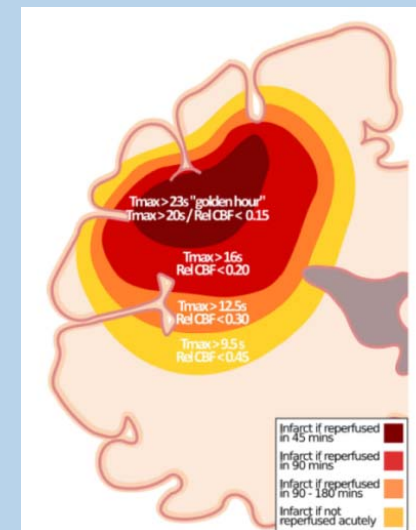 Tmax > 23s "golden hour"
Tmax > 20s / Rel CBF < 0.15
Tmax > 16s
Rel CBF < 0.20
Tmax > 12.5s
Rel CBF < 0.30
Tmax > 9.5 s
Rel CBF < 0.45
Infarct if reperfused
in 45 mins
Infarct if reperfused
in 90 mins
Infarct if reperfused
in 90 - 180 mins
Infarct if not
reperfused acutely